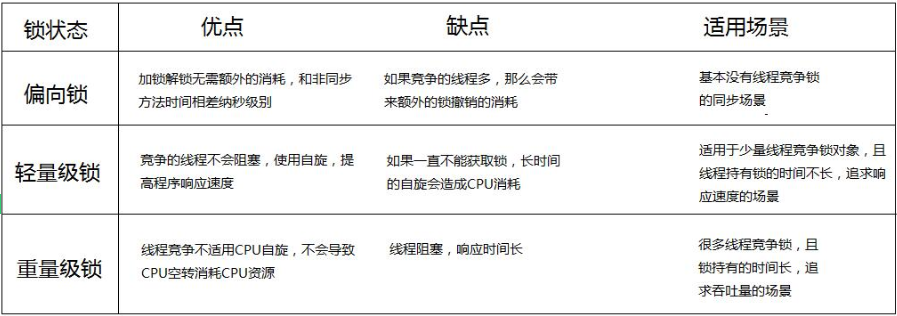 锁状态 优点 缺点 适用场景
偏向锁
加锁解锁无需额外的消耗，和非同步
方法时间相差纳秒级别
如果竞争的线程多，那么会带
来额外的锁撤销的消耗
基本没有线程竞争锁
的同步场景
轻量级锁
竞争的线程不会阻塞，使用自旋，提
高程序响应速度
如果一直不能获取锁，长时间
的自旋会造成CPU消耗
适用于少量线程竞争锁对象，且
线程持有锁的时间不长，追求响
应速度的场景
重量级锁
线程竞争不适用CPU自旋，不会导致
CPU空转消耗CPU资源
线程阻塞，响应时间长
很多线程竞争锁，且
锁持有的时间长，追
求吞吐量的场景